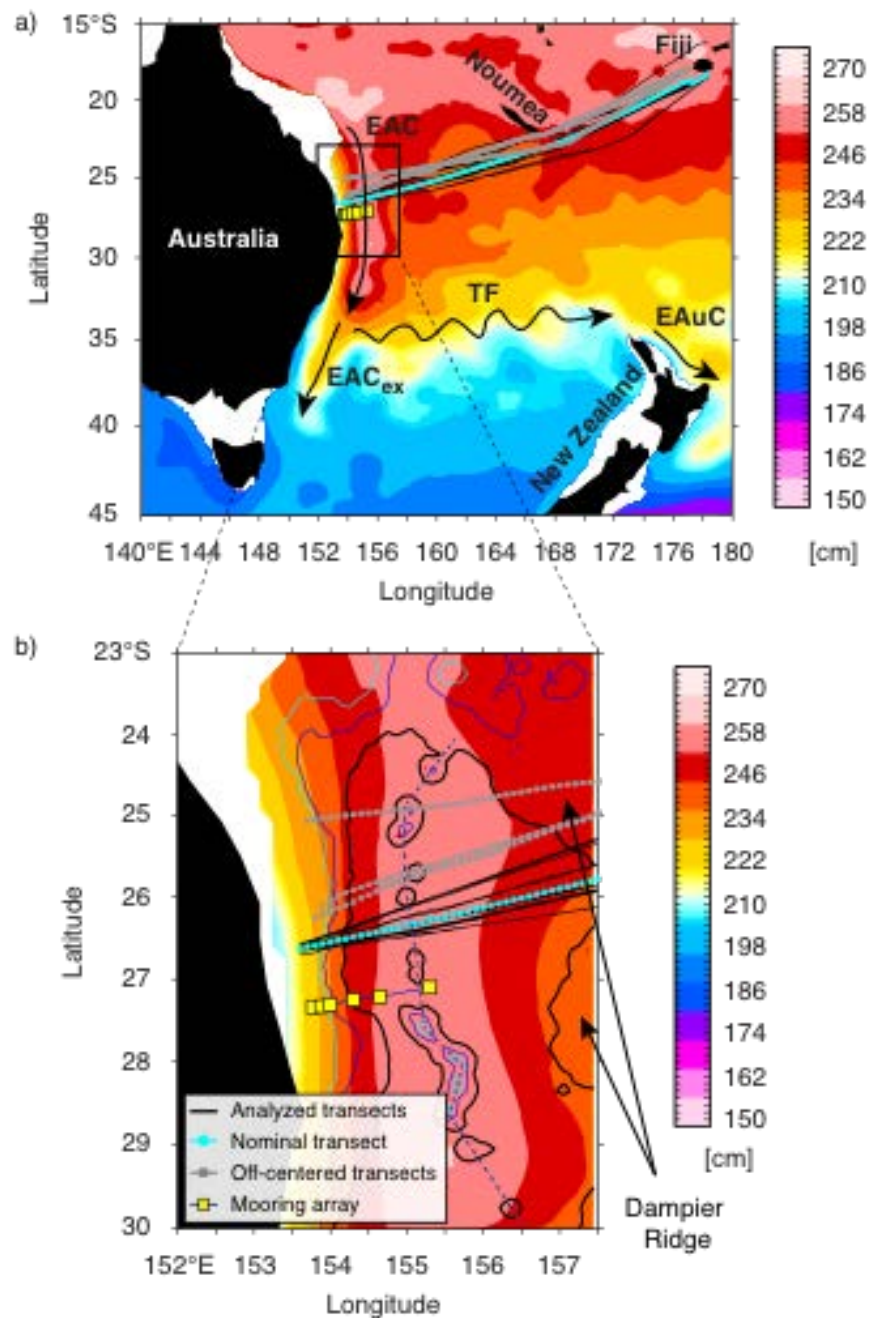 a)
15°S
20
25
30
35
40
45
Latitude
140°E 144 148 152 156 160 164 168 172 176 180
Longitude
Fiji
Noumea
EAC
Australia
TF
EAuC
EACex
New Zealand
270
258
246
234
222
210
198
186
174
162
150
[cm]
b)
23°S
24
25
26
27
28
29
30
Latitude
152°E 153 154 155 156 157
Longitude
Analyzed transects
Nominal transect
Off-centered transects
Mooring array
270
258
246
234
222
210
198
186
174
162
150
[cm]
Dampier
Ridge